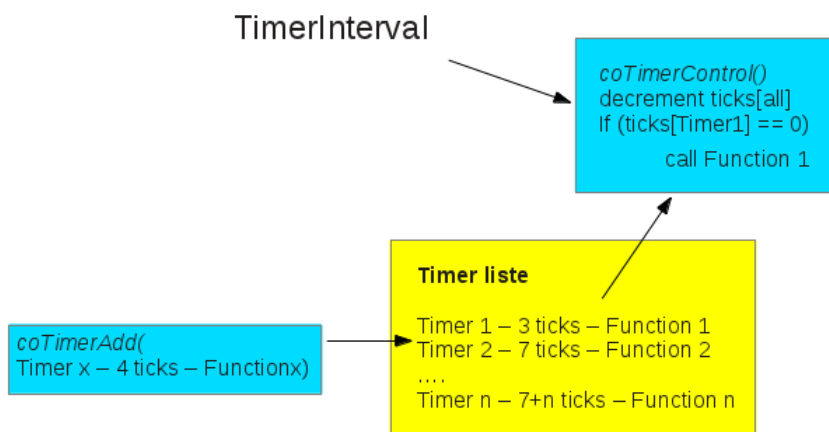 TimerInterval
coTimerControl()
decrement ticks[all]
If (ticks[Timer1] == 0)
call Function 1
Timer liste
Timer 1 – 3 ticks – Function 1
Timer 2 – 7 ticks – Function 2
....
Timer n – 7+n ticks – Function n
coTimerAdd(
Timer x – 4 ticks – Functionx)